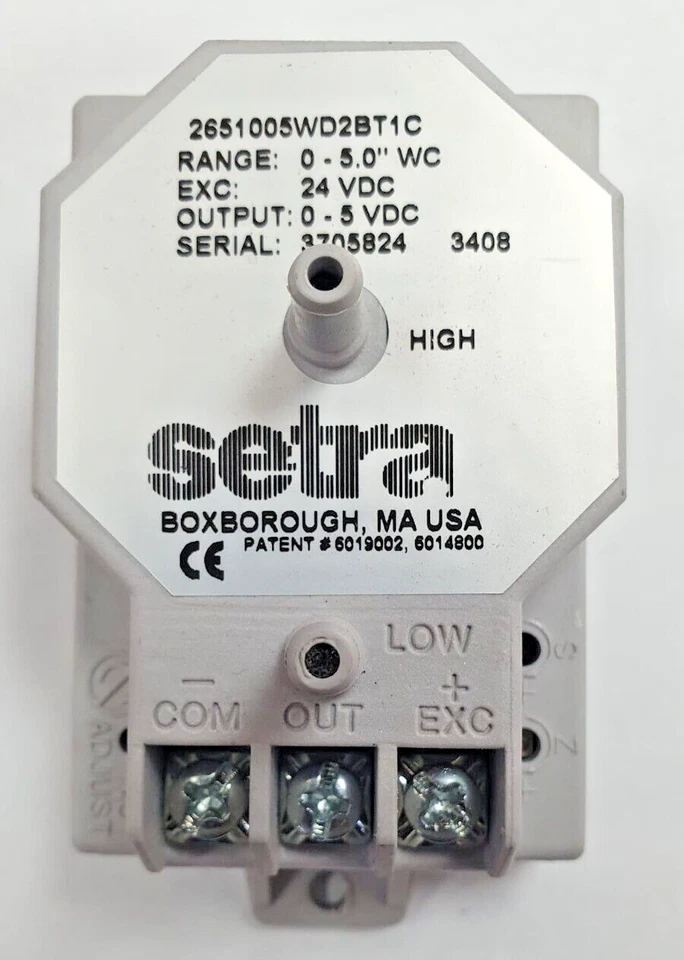 2651005WD2BT1C
RANGE: 0 - 5.0" WC
EXC: 24 VDC
OUTPUT: 0 - 5 VDC
SERIAL: 3705824 3408
HIGH
setra
BOXBOROUGH, MA USA
CE PATENT # 6019002, 6014800
LOW
− +
COM OUT EXC
ADJUST
S
Z